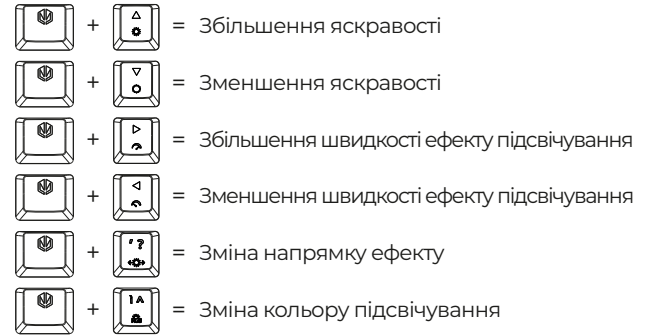 + = Збільшення яскравості
+ = Зменшення яскравості
+ = Збільшення швидкості ефекту підсвічування
+ = Зменшення швидкості ефекту підсвічування
+ ' ? = Зміна напрямку ефекту
+ = Зміна кольору підсвічування